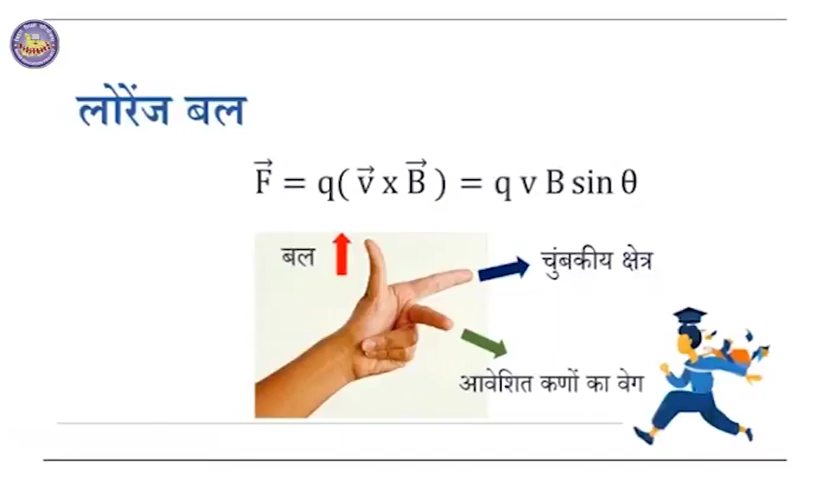 लोरेंज बल
F⃗ = q( v⃗ x B⃗ ) = q v B sin θ
बल
चुंबकीय क्षेत्र
आवेशित कणों का वेग